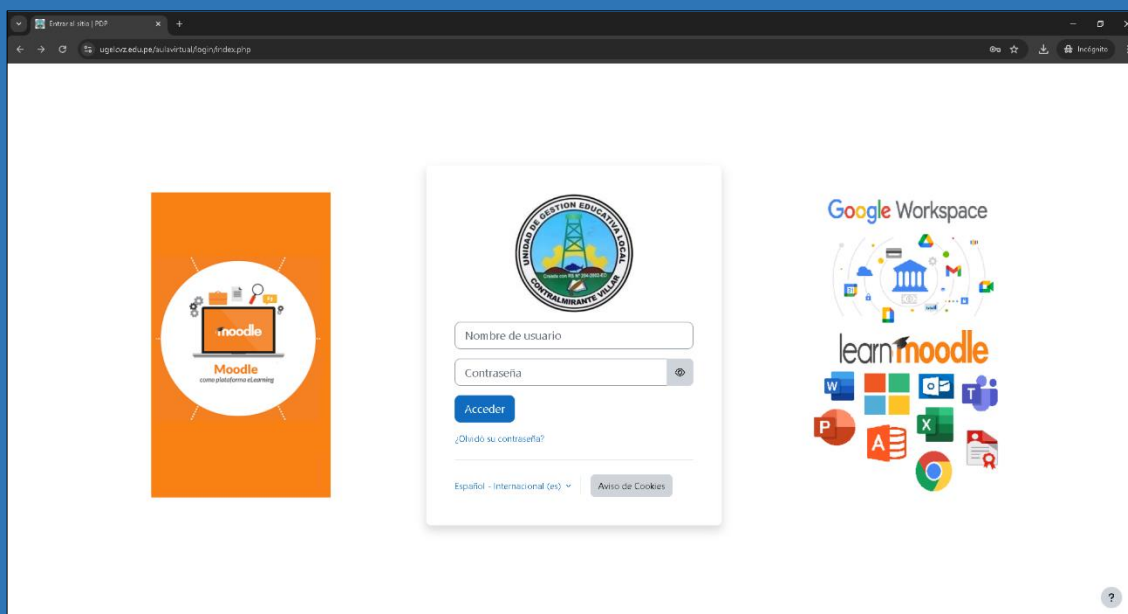 Entrar al sitio | PDP
ugelcvz.edu.pe/aulavirtual/login/index.php
Incógnito
moodle
Moodle
como plataforma eLearning
UNIDAD DE GESTION EDUCATIVA LOCAL
CONTRALMIRANTE VILLAR
Nombre de usuario
Contraseña
Acceder
¿Olvidó su contraseña?
Español - Internacional (es)
Aviso de Cookies
Google Workspace
learn moodle
W
P
A
X
?